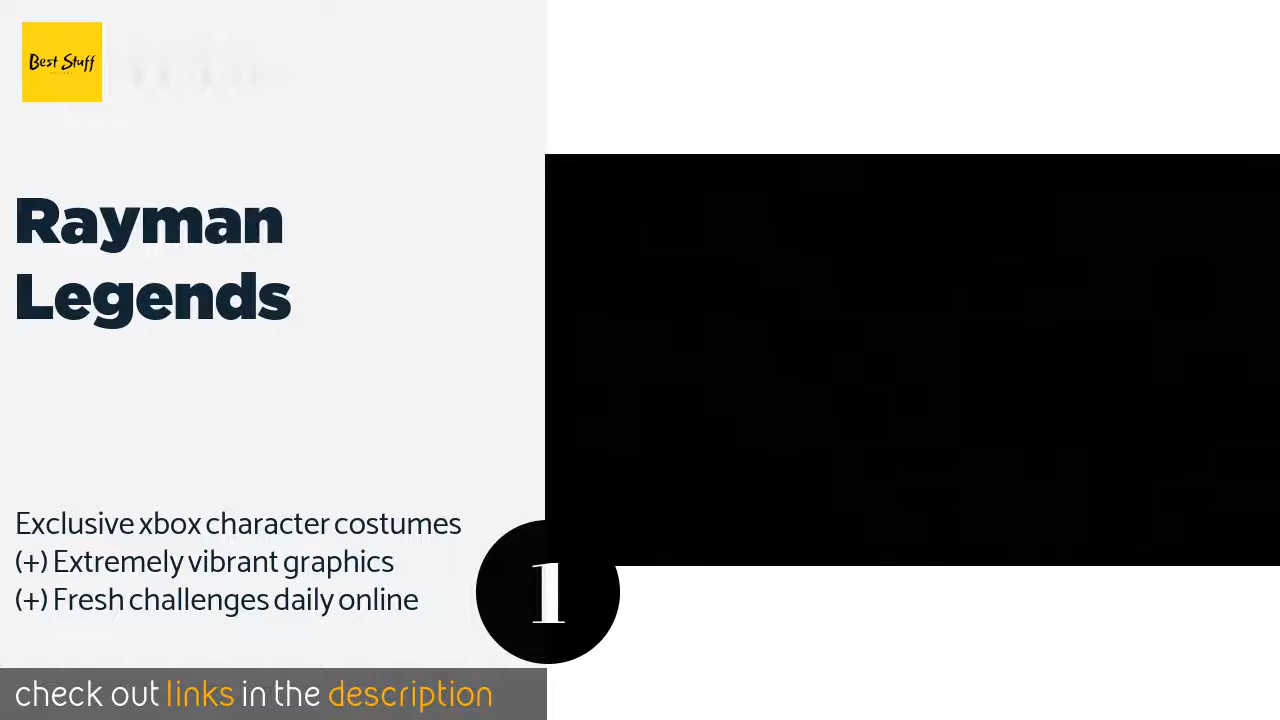 Best Stuff
Rayman
Legends
Exclusive xbox character costumes
(+) Extremely vibrant graphics
(+) Fresh challenges daily online
1
check out links in the description